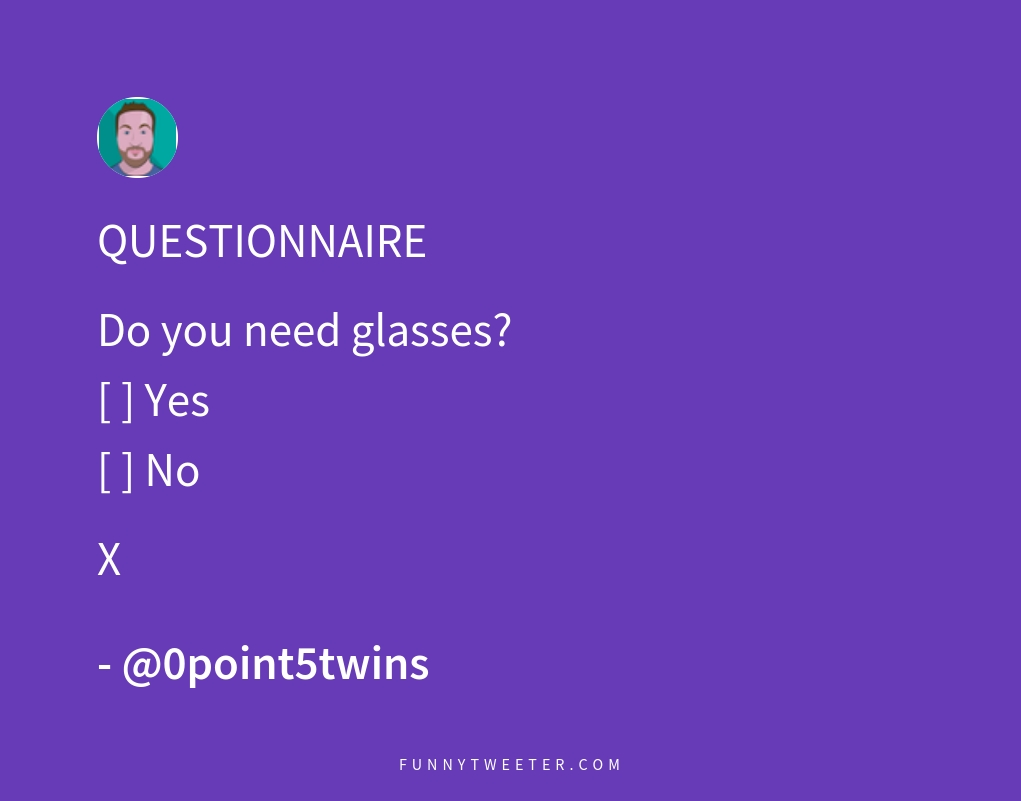 QUESTIONNAIRE
Do you need glasses?
[ ] Yes
[ ] No
X
- @0point5twins
FUNNYTWEETER.COM